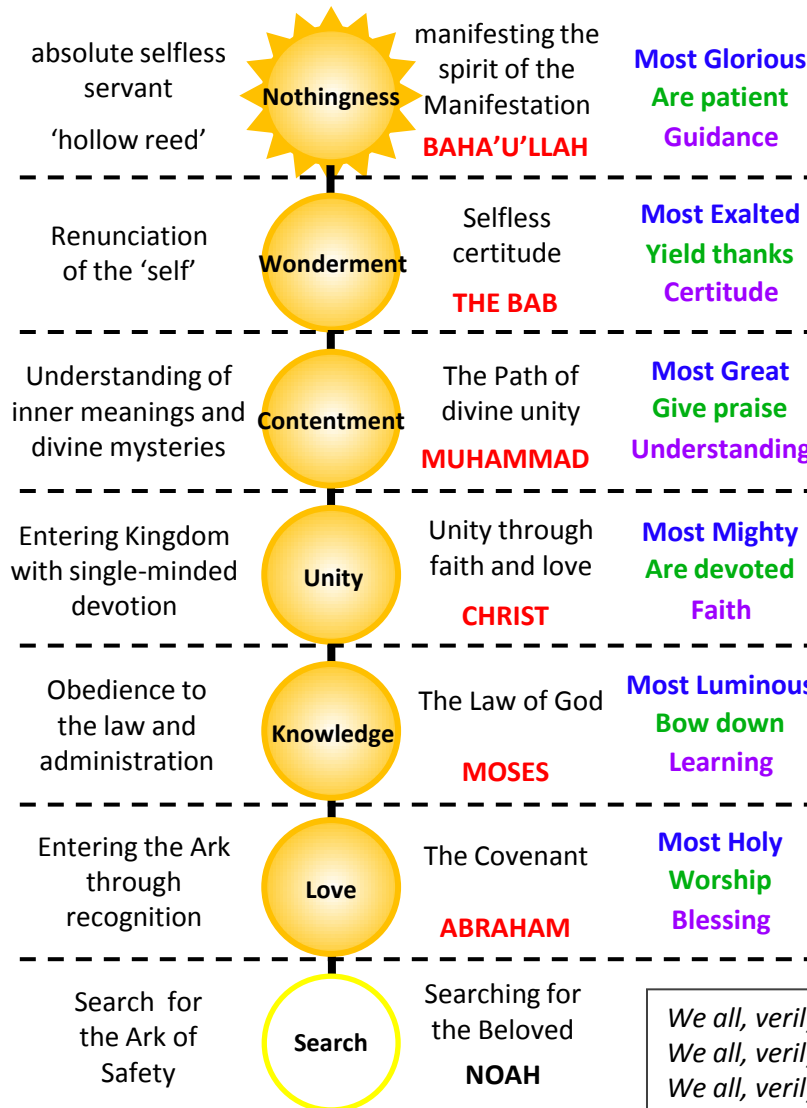 absolute selfless
servant
'hollow reed'
Nothingness
manifesting the
spirit of the
Manifestation
BAHA'U'LLAH
Most Glorious
Are patient
Guidance
Renunciation
of the 'self'
Wonderment
Selfless
certitude
THE BAB
Most Exalted
Yield thanks
Certitude
Understanding of
inner meanings and
divine mysteries
Contentment
The Path of
divine unity
MUHAMMAD
Most Great
Give praise
Understanding
Entering Kingdom
with single-minded
devotion
Unity
Unity through
faith and love
CHRIST
Most Mighty
Are devoted
Faith
Obedience to
the law and
administration
Knowledge
The Law of God
MOSES
Most Luminous
Bow down
Learning
Entering the Ark
through
recognition
Love
The Covenant
ABRAHAM
Most Holy
Worship
Blessing
Search for
the Ark of
Safety
Search
Searching for
the Beloved
NOAH
We all, verily,
We all, verily,
We all, verily,